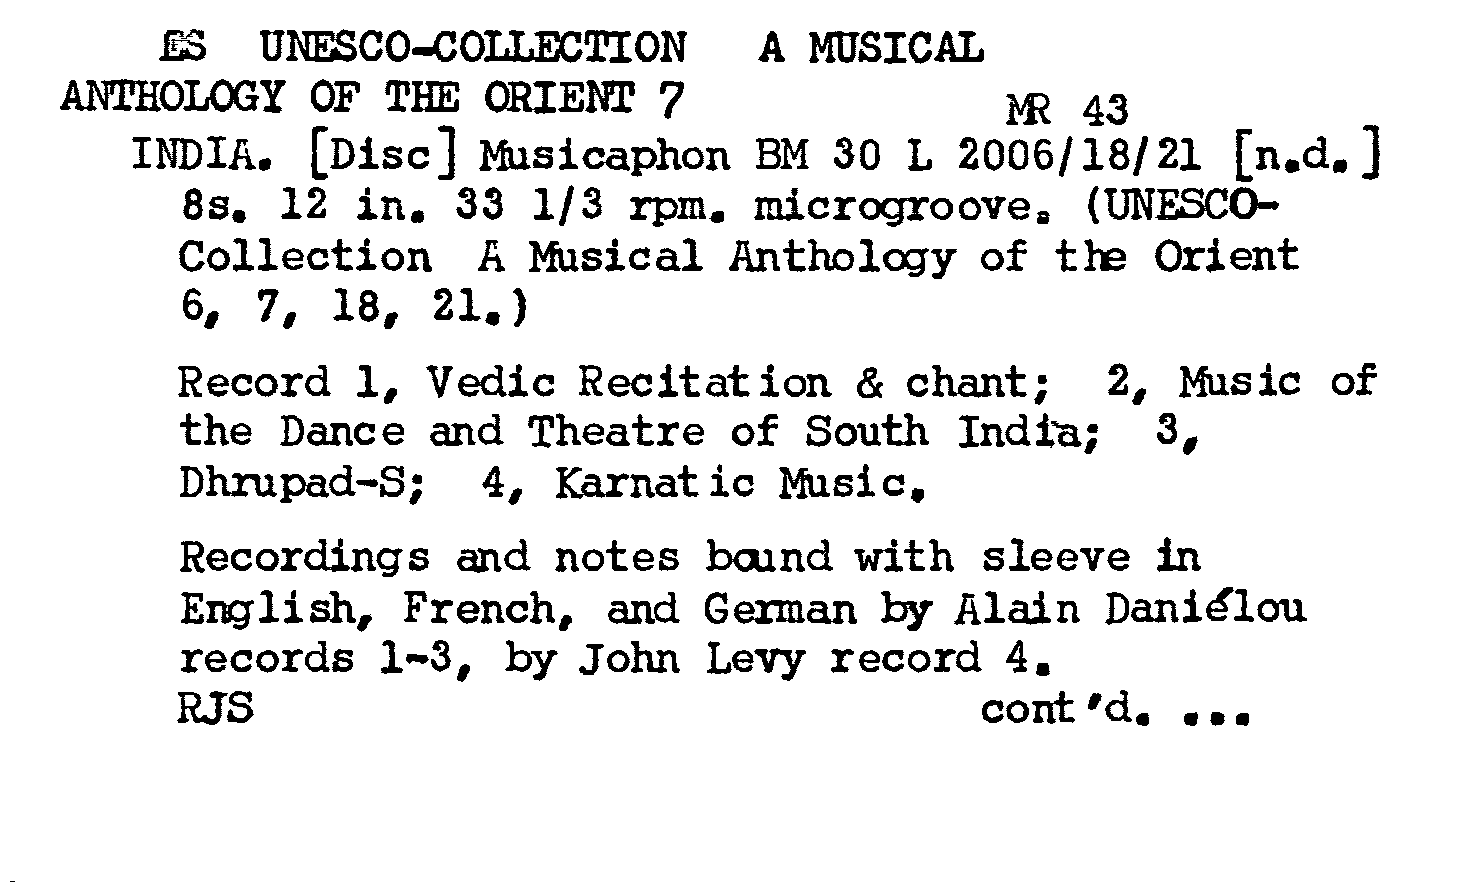 ES UNESCO-COLLECTION A MUSICAL
ANTHOLOGY OF THE ORIENT 7
MR 43
INDIA. [Disc] Musicaphon BM 30 L 2006/18/21 [n.d.]
8s. 12 in. 33 1/3 rpm. microgroove. (UNESCO-
Collection A Musical Anthology of the Orient
6, 7, 18, 21.)
Record 1, Vedic Recitation & chant; 2, Music of
the Dance and Theatre of South India; 3,
Dhrupad-S; 4, Karnatic Music.
Recordings and notes bound with sleeve in
English, French, and German by Alain Daniélou
records 1-3, by John Levy record 4.
RJS cont'd. ...